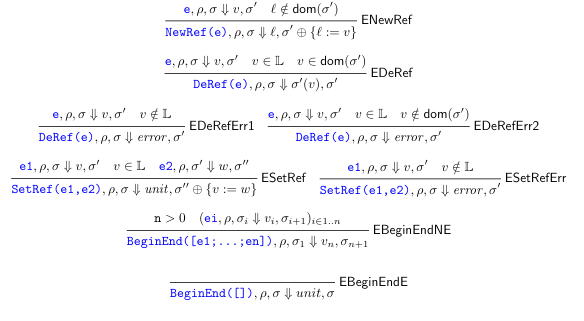 e, ρ, σ ⇓ v, σ′ ℓ ∉ dom(σ′)
NewRef(e), ρ, σ ⇓ ℓ, σ′ ⊕ {ℓ := v} ENewRef
e, ρ, σ ⇓ v, σ′ v ∈ 𝕃 v ∈ dom(σ′)
DeRef(e), ρ, σ ⇓ σ′(v), σ′ EDeRef
e, ρ, σ ⇓ v, σ′ v ∉ 𝕃
DeRef(e), ρ, σ ⇓ error, σ′ EDeRefErr1
e, ρ, σ ⇓ v, σ′ v ∈ 𝕃 v ∉ dom(σ′)
DeRef(e), ρ, σ ⇓ error, σ′ EDeRefErr2
e1, ρ, σ ⇓ v, σ′ v ∈ 𝕃 e2, ρ, σ′ ⇓ w, σ″
SetRef(e1,e2), ρ, σ ⇓ unit, σ″ ⊕ {v := w} ESetRef
e1, ρ, σ ⇓ v, σ′ v ∉ 𝕃
SetRef(e1,e2), ρ, σ ⇓ error, σ′ ESetRefErr
n > 0 (ei, ρ, σᵢ ⇓ vᵢ, σᵢ₊₁)ᵢ∈₁..ₙ
BeginEnd([e1;...;en]), ρ, σ₁ ⇓ vₙ, σₙ₊₁ EBeginEndNE
BeginEnd([]), ρ, σ ⇓ unit, σ EBeginEndE